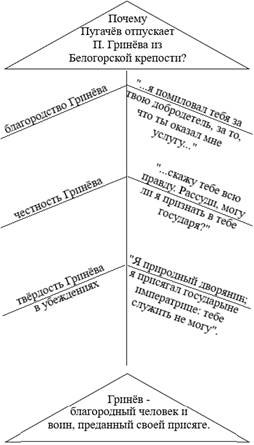 Почему
Пугачёв отпускает
П. Гринёва из
Белогорской крепости?
благородство Гринёва
"...я помиловал тебя за
твою добродетель, за то,
что ты оказал мне
услугу..."
честность Гринёва
"...скажу тебе всю
правду. Рассуди, могу
ли я признать в тебе
государя?"
твёрдость Гринёва
в убеждениях
"Я природный дворянин;
я присягал государыне
императрице: тебе
служить не могу".
Гринёв -
благородный человек и
воин, преданный своей присяге.